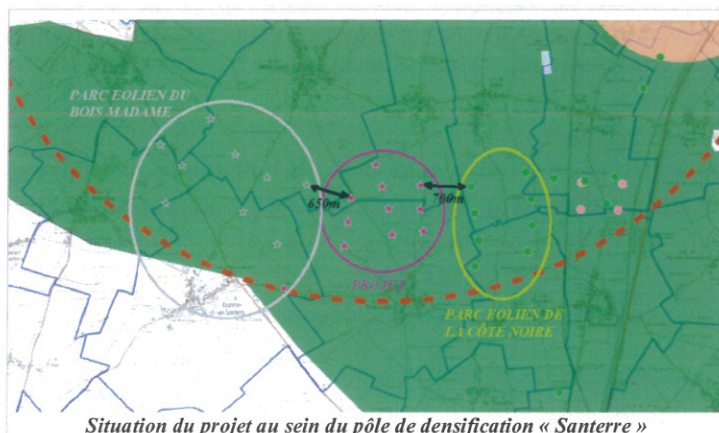 PARC EOLIEN DU
BOIS MADAME
650m
700m
PROJET
PARC EOLIEN DE
LA CÔTE NOIRE
Situation du projet au sein du pôle de densification « Santerre »